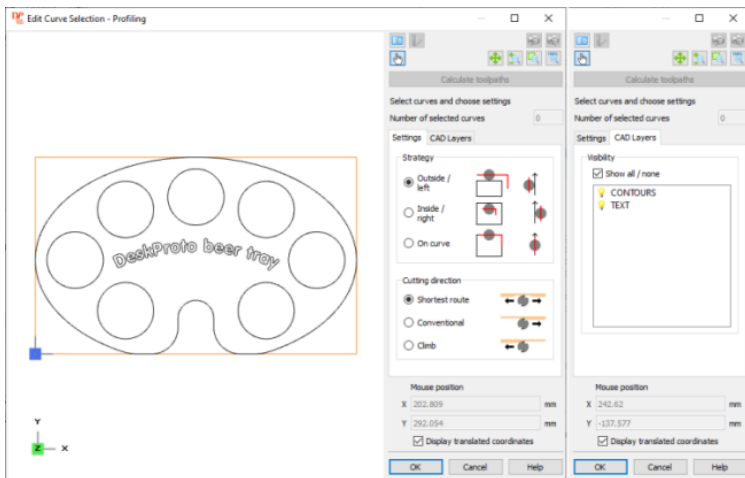 Edit Curve Selection - Profiling
DeskProto beer tray
Y
Z
X
Calculate toolpaths
Select curves and choose settings
Number of selected curves
0
Settings CAD Layers
Strategy
Outside /
left
Inside /
right
On curve
Cutting direction
Shortest route
Conventional
Climb
Mouse position
X 202.809 mm
Y 292.054 mm
Display translated coordinates
OK Cancel Help
Calculate toolpaths
Select curves and choose settings
Number of selected curves
0
Settings CAD Layers
Visibility
Show all / none
CONTOURS
TEXT
Mouse position
X 242.62 mm
Y -137.577 mm
Display translated coordinates
OK Cancel Help